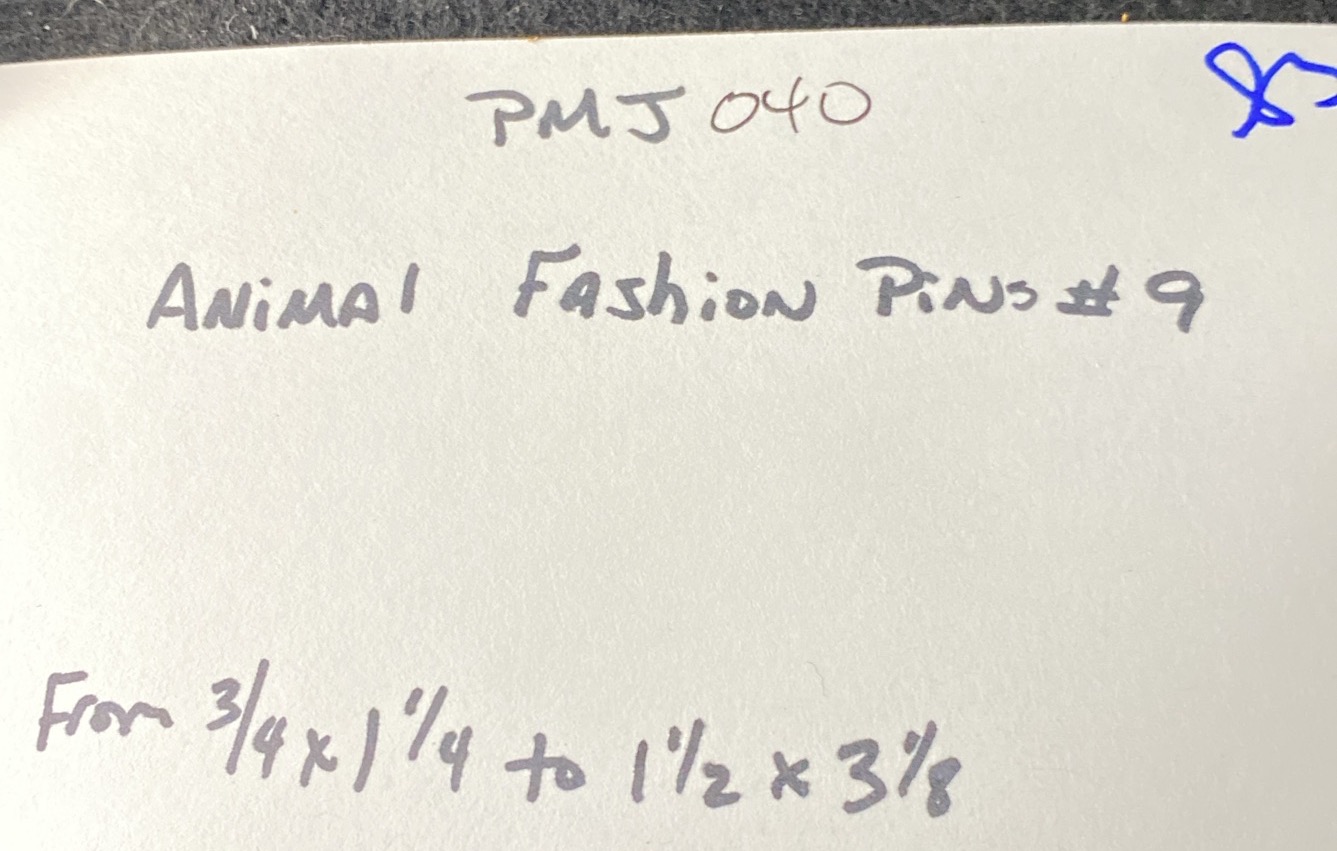 PMJ 040
ANiMAl FAshioN PiNs # 9
From 3/4 x 1 1/4 to 1 1/2 x 3 1/8